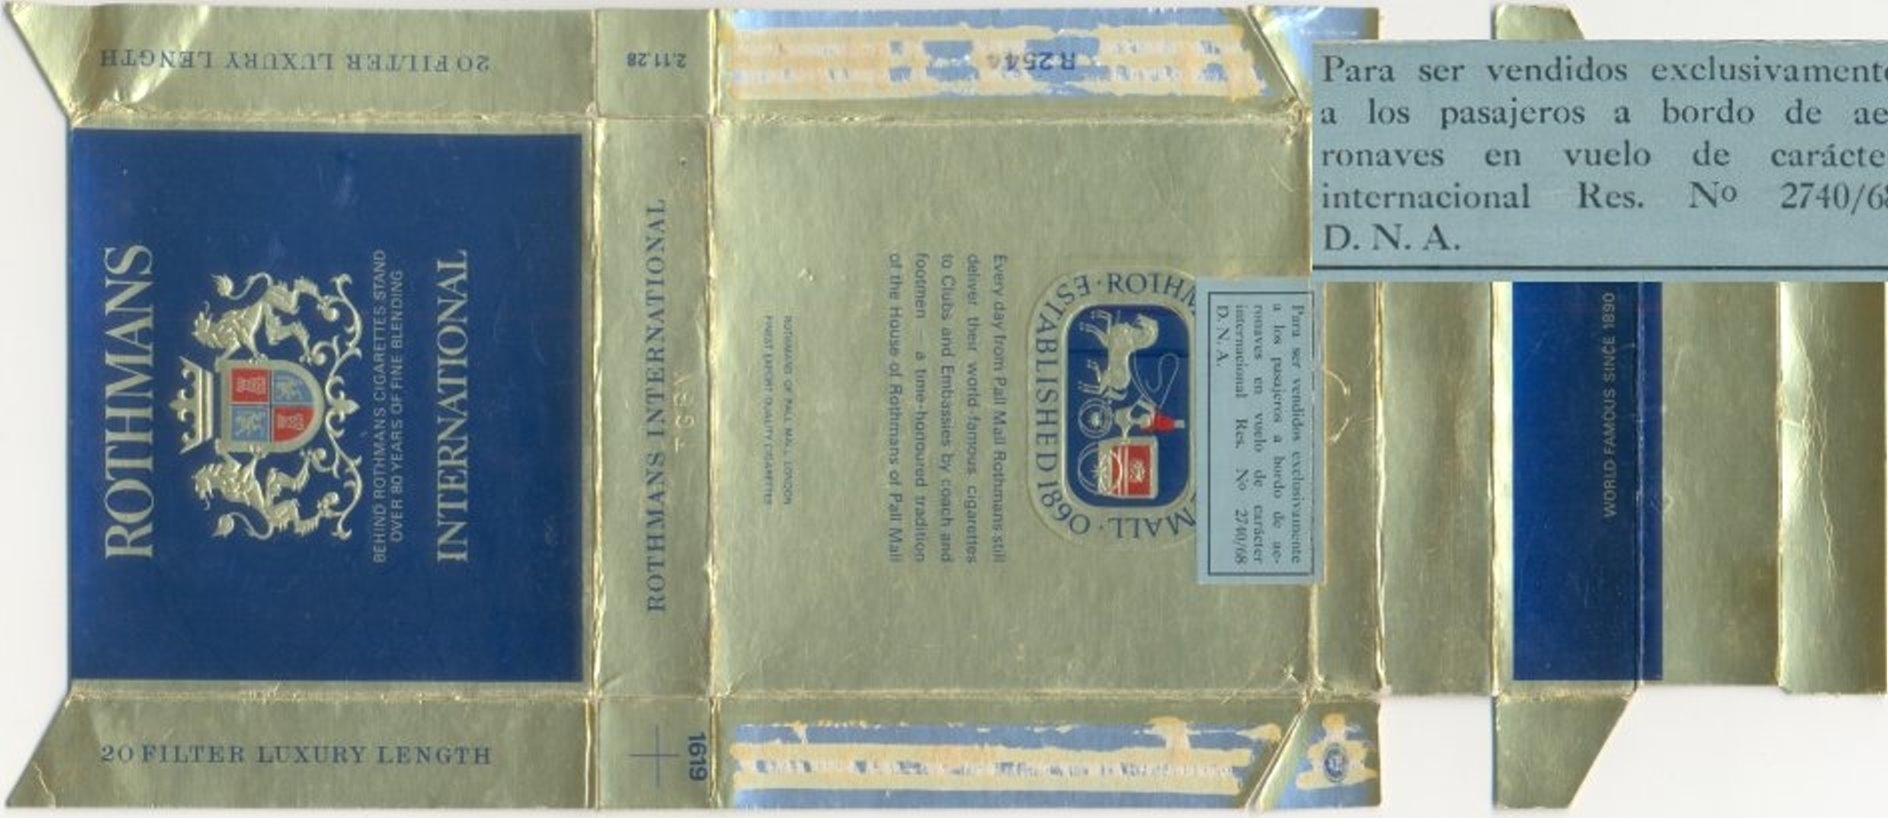 20 FILTER LUXURY LENGTH
ROTHMANS
BEHIND ROTHMANS CIGARETTES STAND
OVER 80 YEARS OF FINE BLENDING
INTERNATIONAL
20 FILTER LUXURY LENGTH
2.11.28
ROTHMANS INTERNATIONAL
1619
R 2544
ESTABLISHED 1890
MALL
Every day from Pall Mall Rothmans still
deliver their world-famous cigarettes
to Clubs and Embassies by coach and
footmen — a time-honoured tradition
of the House of Rothmans of Pall Mall
ROTHMANS OF PALL MALL LONDON
FINEST EXPORT QUALITY CIGARETTES
Para ser vendidos exclusivamente
a los pasajeros a bordo de ae-
ronaves en vuelo de carácter
internacional Res. Nº 2740/68
D. N. A.
Para ser vendidos exclusivamente
a los pasajeros a bordo de ae
ronaves en vuelo de carácte
internacional Res. Nº 2740/68
D. N. A.
WORLD FAMOUS SINCE 1890